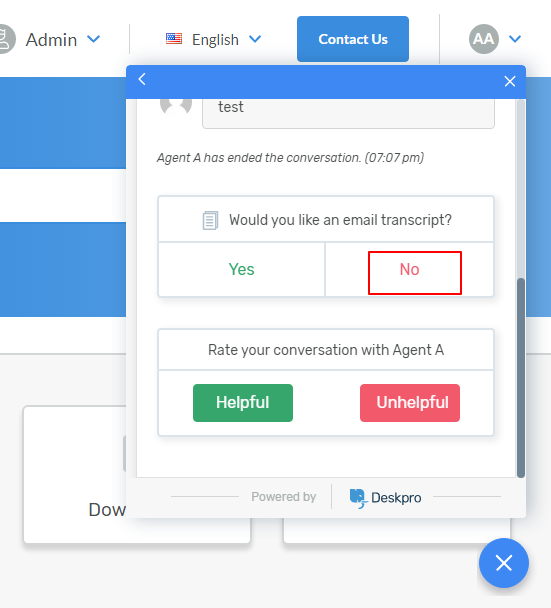 Admin
English
Contact Us
AA
test
Agent A has ended the conversation. (07:07 pm)
Would you like an email transcript?
Yes
No
Rate your conversation with Agent A
Helpful
Unhelpful
Powered by
Deskpro
Dow